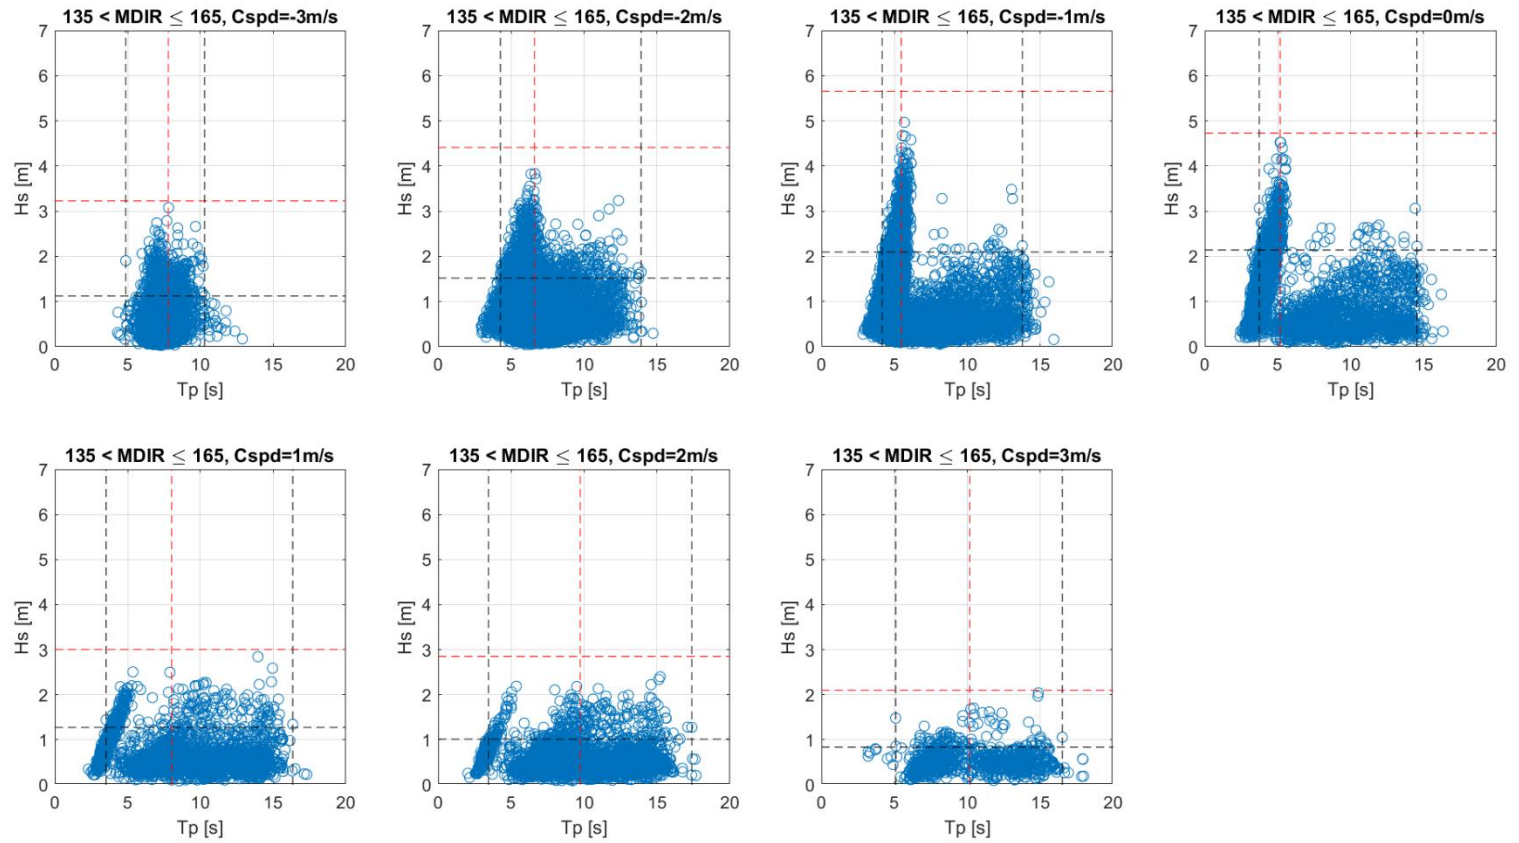 135 < MDIR ≤ 165, Cspd=-3m/s
7
6
5
4
3
2
1
0
Hs [m]
0 5 10 15 20
Tp [s]
135 < MDIR ≤ 165, Cspd=-2m/s
7
6
5
4
3
2
1
0
Hs [m]
0 5 10 15 20
Tp [s]
135 < MDIR ≤ 165, Cspd=-1m/s
7
6
5
4
3
2
1
0
Hs [m]
0 5 10 15 20
Tp [s]
135 < MDIR ≤ 165, Cspd=0m/s
7
6
5
4
3
2
1
0
Hs [m]
0 5 10 15 20
Tp [s]
135 < MDIR ≤ 165, Cspd=1m/s
7
6
5
4
3
2
1
0
Hs [m]
0 5 10 15 20
Tp [s]
135 < MDIR ≤ 165, Cspd=2m/s
7
6
5
4
3
2
1
0
Hs [m]
0 5 10 15 20
Tp [s]
135 < MDIR ≤ 165, Cspd=3m/s
7
6
5
4
3
2
1
0
Hs [m]
0 5 10 15 20
Tp [s]